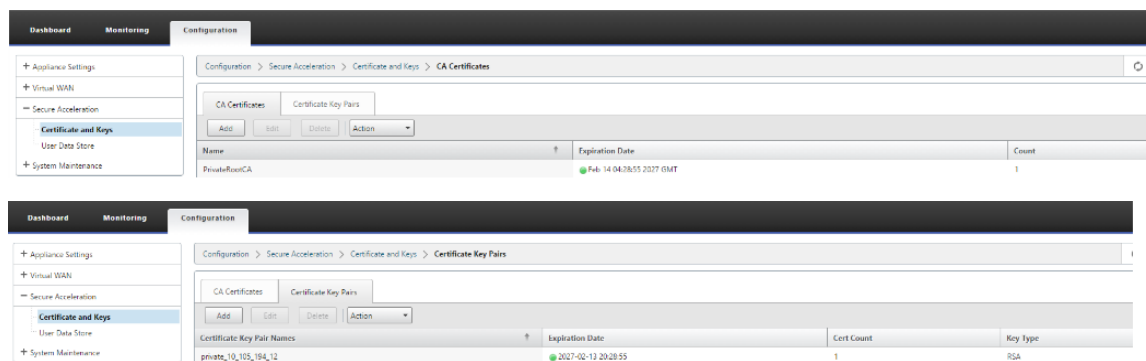 Dashboard Monitoring Configuration
+ Appliance Settings
Configuration > Secure Acceleration > Certificate and Keys > CA Certificates
+ Virtual WAN
− Secure Acceleration
CA Certificates Certificate Key Pairs
Certificate and Keys
Add Edit Delete Action
User Data Store
Name Expiration Date Count
+ System Maintenance
PrivateRootCA Feb 14 04:28:55 2027 GMT 1
Dashboard Monitoring Configuration
+ Appliance Settings
Configuration > Secure Acceleration > Certificate and Keys > Certificate Key Pairs
+ Virtual WAN
− Secure Acceleration
CA Certificates Certificate Key Pairs
Certificate and Keys
Add Edit Delete Action
User Data Store
Certificate Key Pair Names Expiration Date Cert Count Key Type
+ System Maintenance
private_10_105_194_12 2027-02-13 20:28:55 1 RSA